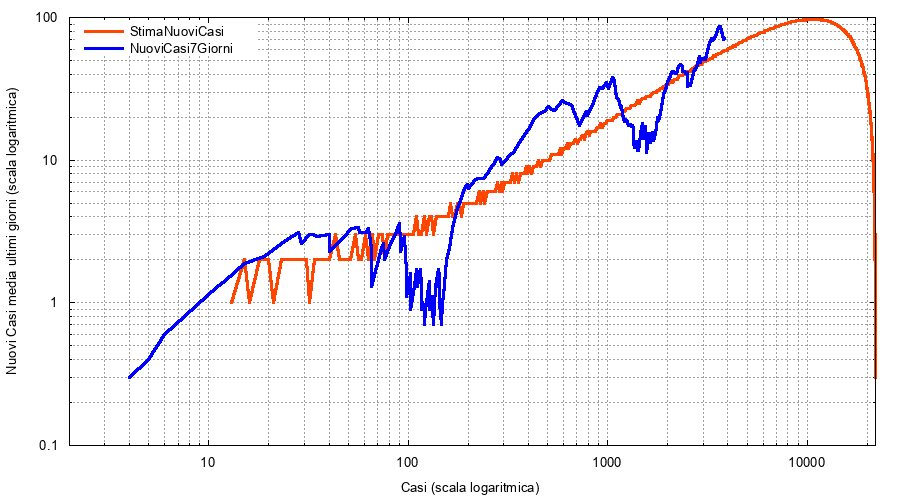 StimaNuoviCasi
NuoviCasi7Giorni
100
10
1
0.1
Nuovi Casi media ultimi giorni (scala logaritmica)
10 100 1000 10000
Casi (scala logaritmica)